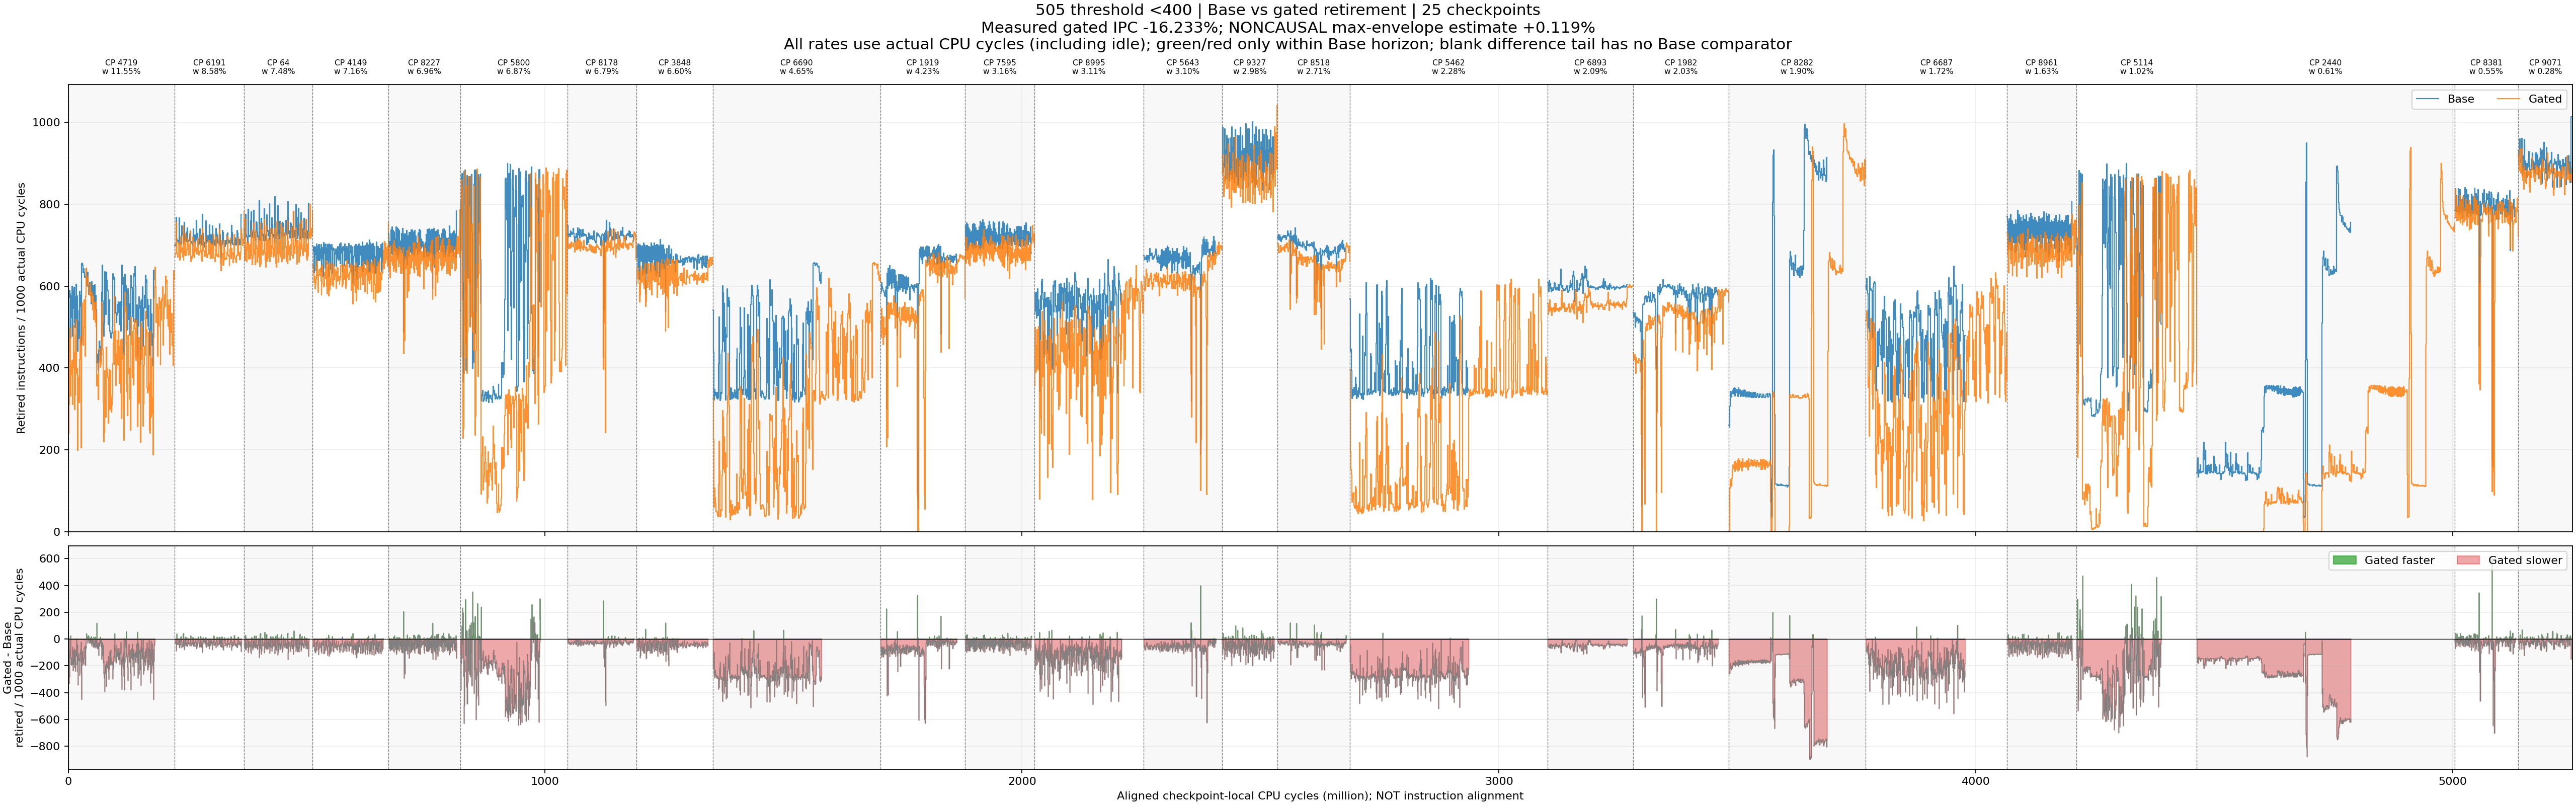 505 threshold <400 | Base vs gated retirement | 25 checkpoints
Measured gated IPC -16.233%; NONCAUSAL max-envelope estimate +0.119%
All rates use actual CPU cycles (including idle); green/red only within Base horizon; blank difference tail has no Base comparator
CP 4719
w 11.55%
CP 6191
w 8.58%
CP 64
w 7.48%
CP 4149
w 7.16%
CP 8227
w 6.96%
CP 5800
w 6.87%
CP 8178
w 6.79%
CP 3848
w 6.60%
CP 6690
w 4.65%
CP 1919
w 4.23%
CP 7595
w 3.16%
CP 8995
w 3.11%
CP 5643
w 3.10%
CP 9327
w 2.98%
CP 8518
w 2.71%
CP 5462
w 2.28%
CP 6893
w 2.09%
CP 1982
w 2.03%
CP 8282
w 1.90%
CP 6687
w 1.72%
CP 8961
w 1.63%
CP 5114
w 1.02%
CP 2440
w 0.61%
CP 8381
w 0.55%
CP 9071
w 0.28%
Retired instructions / 1000 actual CPU cycles
1000
800
600
400
200
0
Base
Gated
Gated - Base
retired / 1000 actual CPU cycles
600
400
200
0
−200
−400
−600
−800
Gated faster
Gated slower
0
1000
2000
3000
4000
5000
Aligned checkpoint-local CPU cycles (million); NOT instruction alignment